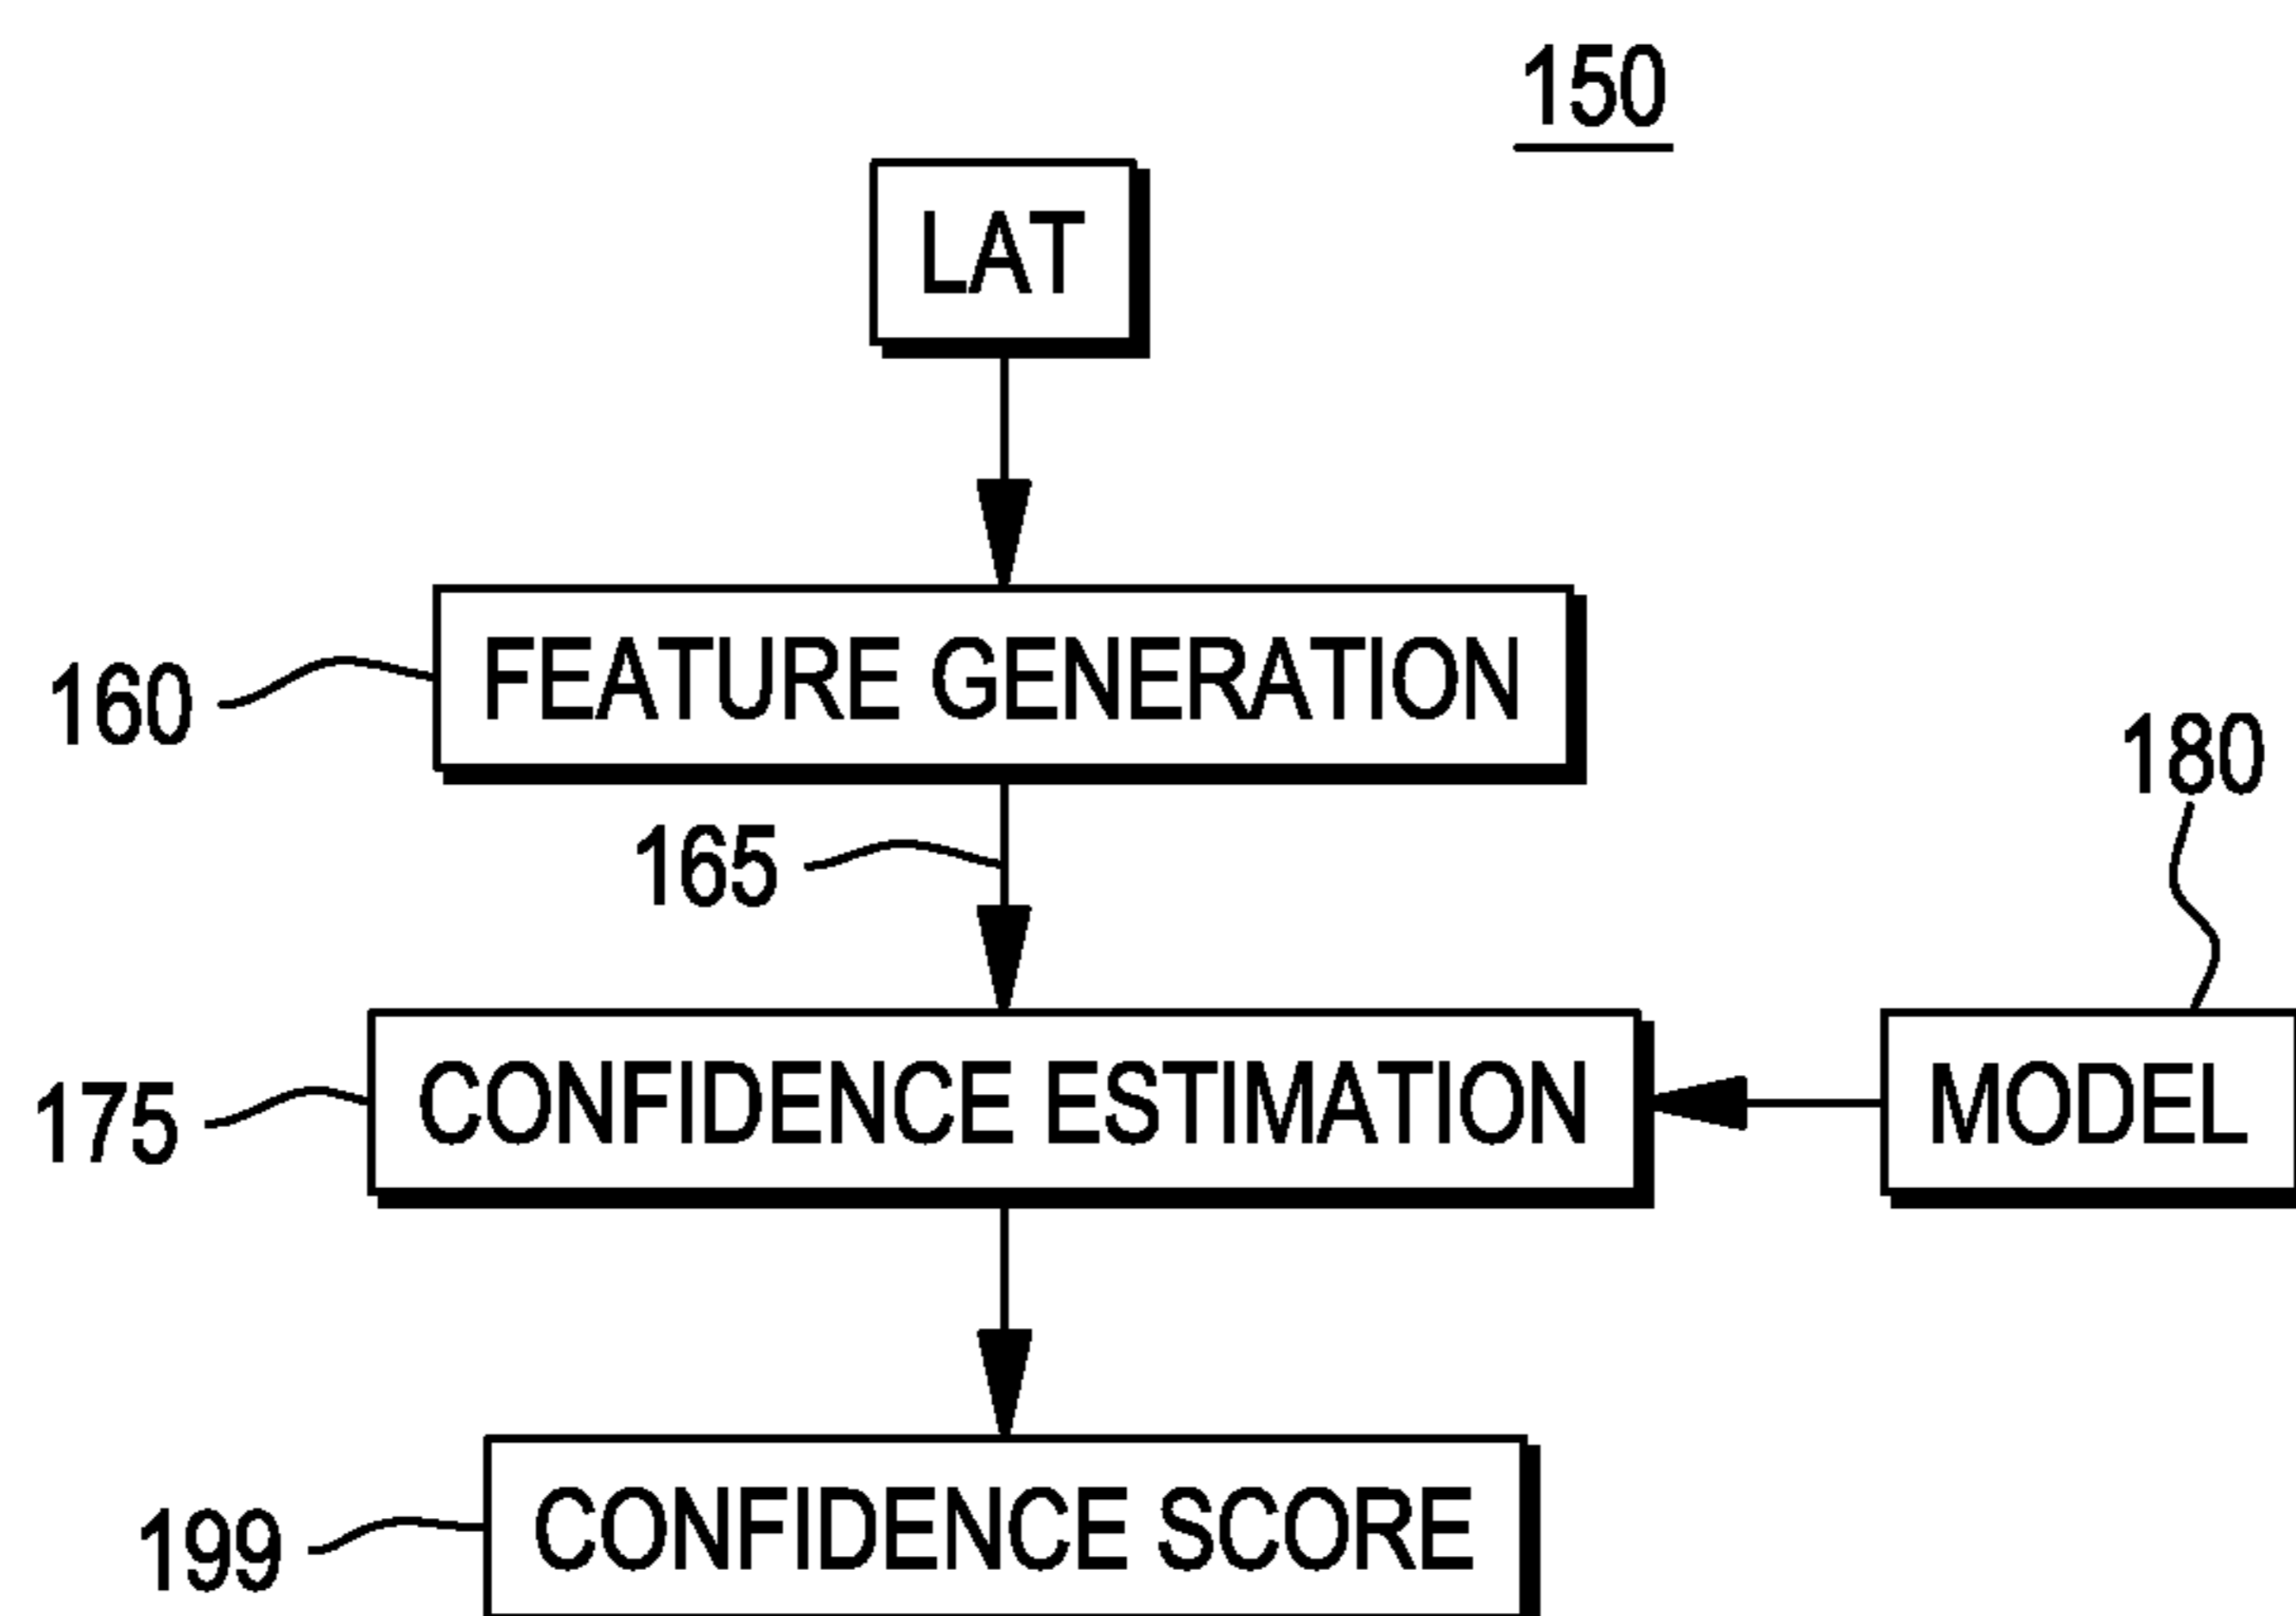 150
LAT
160 FEATURE GENERATION
180
165
175 CONFIDENCE ESTIMATION MODEL
199 CONFIDENCE SCORE